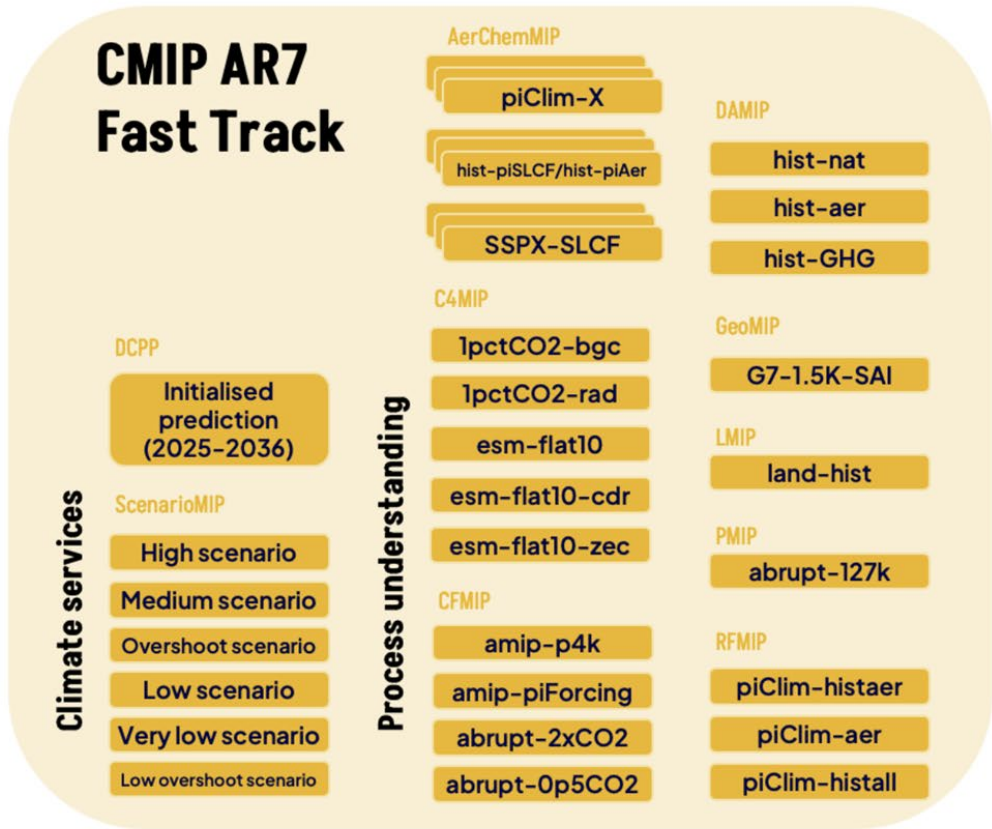 CMIP AR7
Fast Track
DCPP
Initialised
prediction
(2025-2036)
Climate services
ScenarioMIP
High scenario
Medium scenario
Overshoot scenario
Low scenario
Very low scenario
Low overshoot scenario
Process understanding
AerChemMIP
piClim-X
hist-piSLCF/hist-piAer
SSPX-SLCF
C4MIP
1pctCO2-bgc
1pctCO2-rad
esm-flat10
esm-flat10-cdr
esm-flat10-zec
CFMIP
amip-p4k
amip-piForcing
abrupt-2xCO2
abrupt-0p5CO2
DAMIP
hist-nat
hist-aer
hist-GHG
GeoMIP
G7-1.5K-SAI
LMIP
land-hist
PMIP
abrupt-127k
RFMIP
piClim-histaer
piClim-aer
piClim-histall